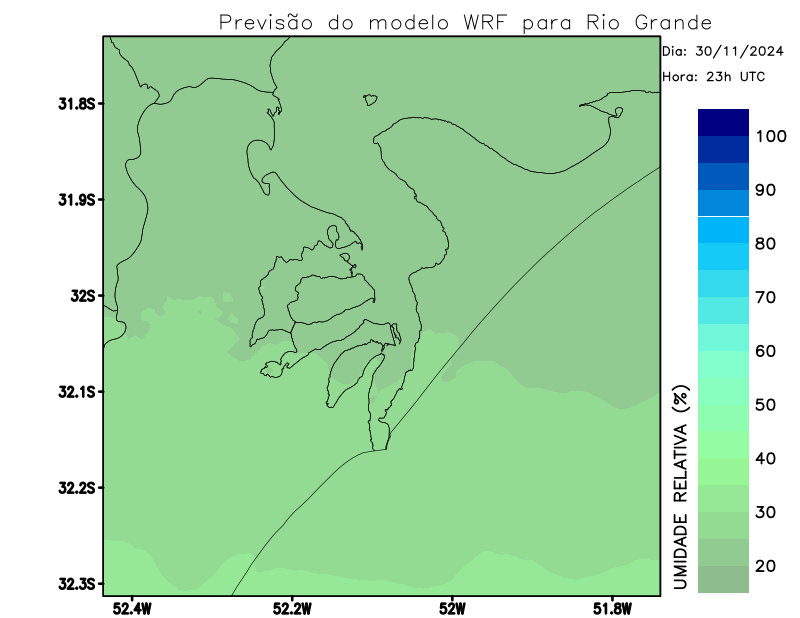 Previsão do modelo WRF para Rio Grande
Dia: 30/11/2024
Hora: 23h UTC
31.8S
31.9S
32S
32.1S
32.2S
32.3S
52.4W
52.2W
52W
51.8W
UMIDADE RELATIVA (%)
100
90
80
70
60
50
40
30
20